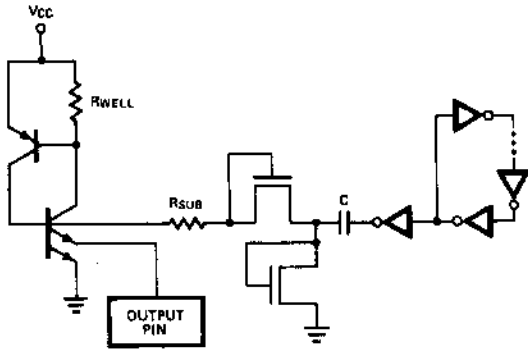 VCC
RWELL
RSUB
C
OUTPUT
PIN